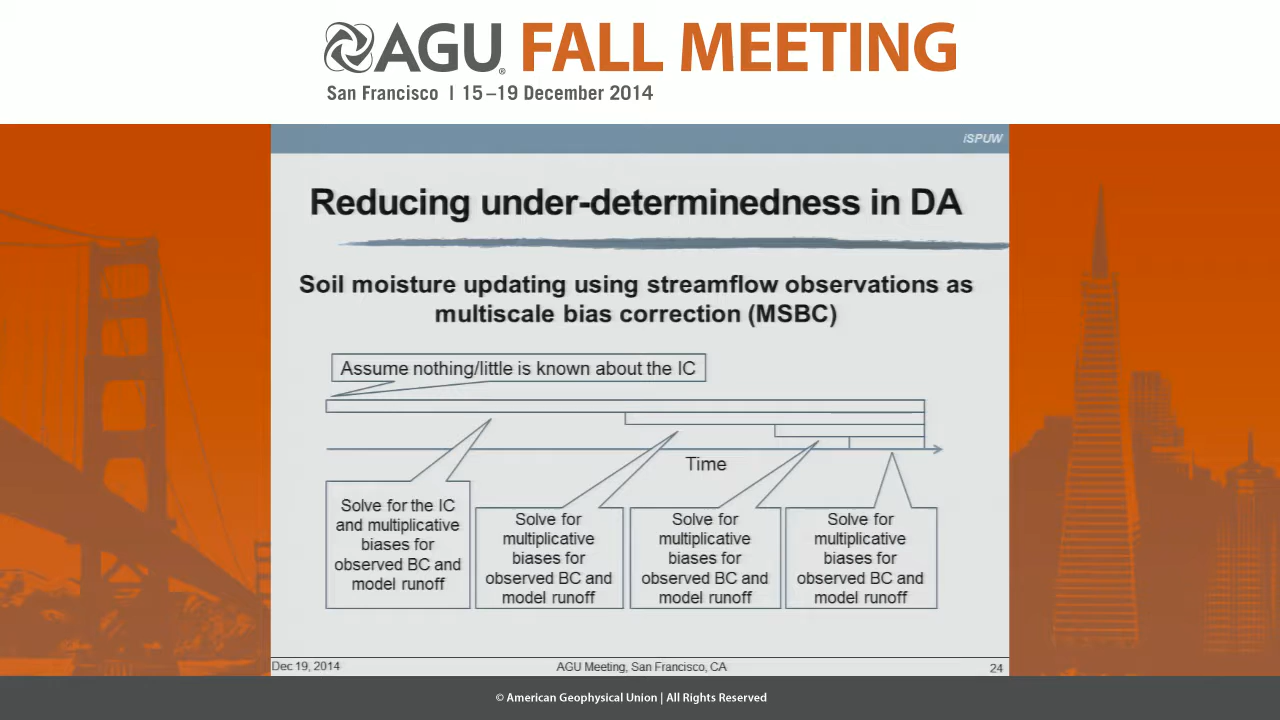 AGU FALL MEETING
San Francisco | 15–19 December 2014
iSPUW
Reducing under-determinedness in DA
Soil moisture updating using streamflow observations as
multiscale bias correction (MSBC)
Assume nothing/little is known about the IC
Time
Solve for the IC
and multiplicative
biases for
observed BC and
model runoff
Solve for
multiplicative
biases for
observed BC and
model runoff
Solve for
multiplicative
biases for
observed BC and
model runoff
Solve for
multiplicative
biases for
observed BC and
model runoff
Dec 19, 2014
AGU Meeting, San Francisco, CA
24
© American Geophysical Union | All Rights Reserved